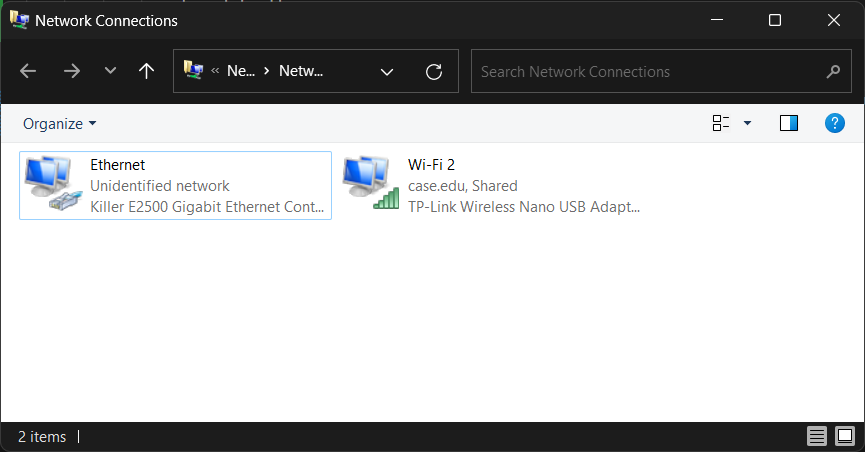 Network Connections
Ne... Netw...
Search Network Connections
Organize
Ethernet
Unidentified network
Killer E2500 Gigabit Ethernet Cont...
Wi-Fi 2
case.edu, Shared
TP-Link Wireless Nano USB Adapt...
2 items